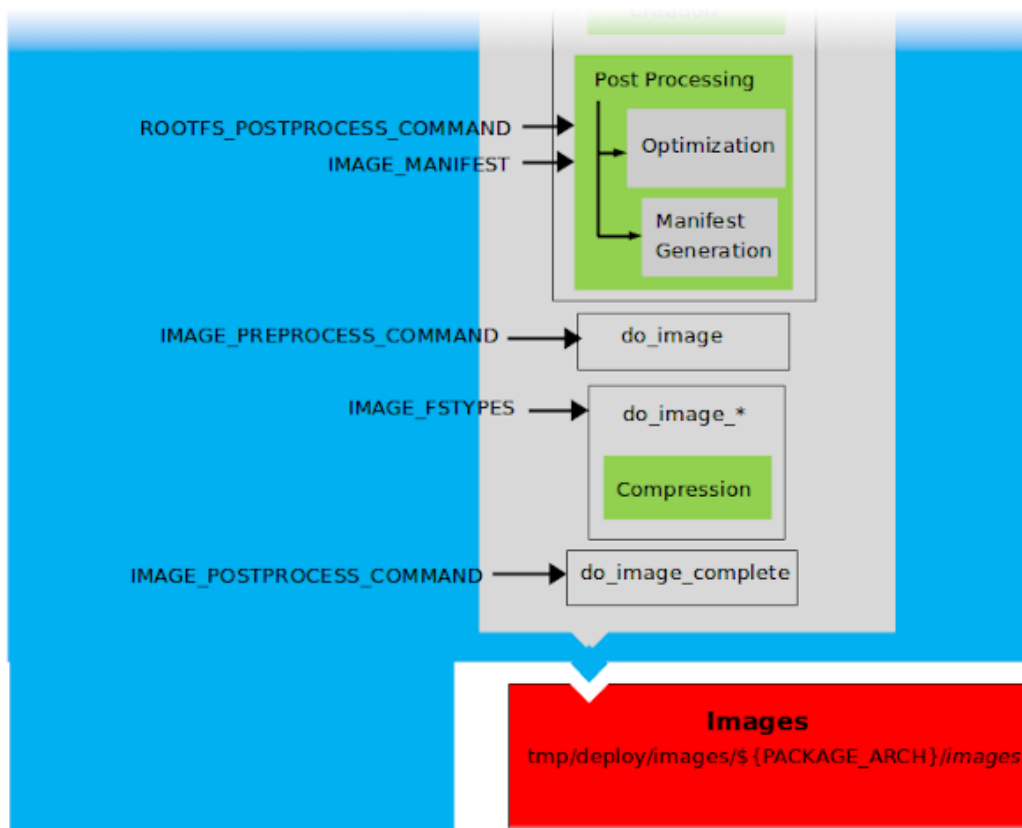 Creation
Post Processing
ROOTFS_POSTPROCESS_COMMAND
Optimization
IMAGE_MANIFEST
Manifest
Generation
IMAGE_PREPROCESS_COMMAND
do_image
IMAGE_FSTYPES
do_image_*
Compression
IMAGE_POSTPROCESS_COMMAND
do_image_complete
Images
tmp/deploy/images/${PACKAGE_ARCH}/images